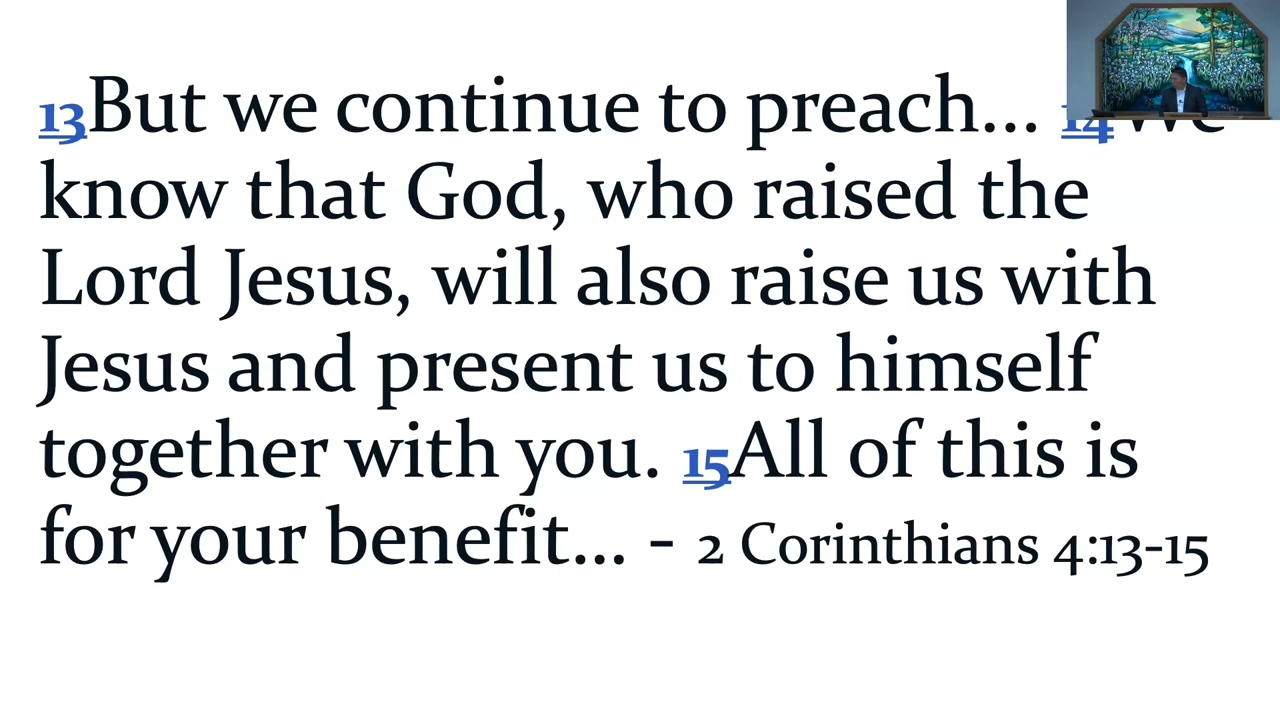 13But we continue to preach... 14We
know that God, who raised the
Lord Jesus, will also raise us with
Jesus and present us to himself
together with you. 15All of this is
for your benefit... - 2 Corinthians 4:13-15